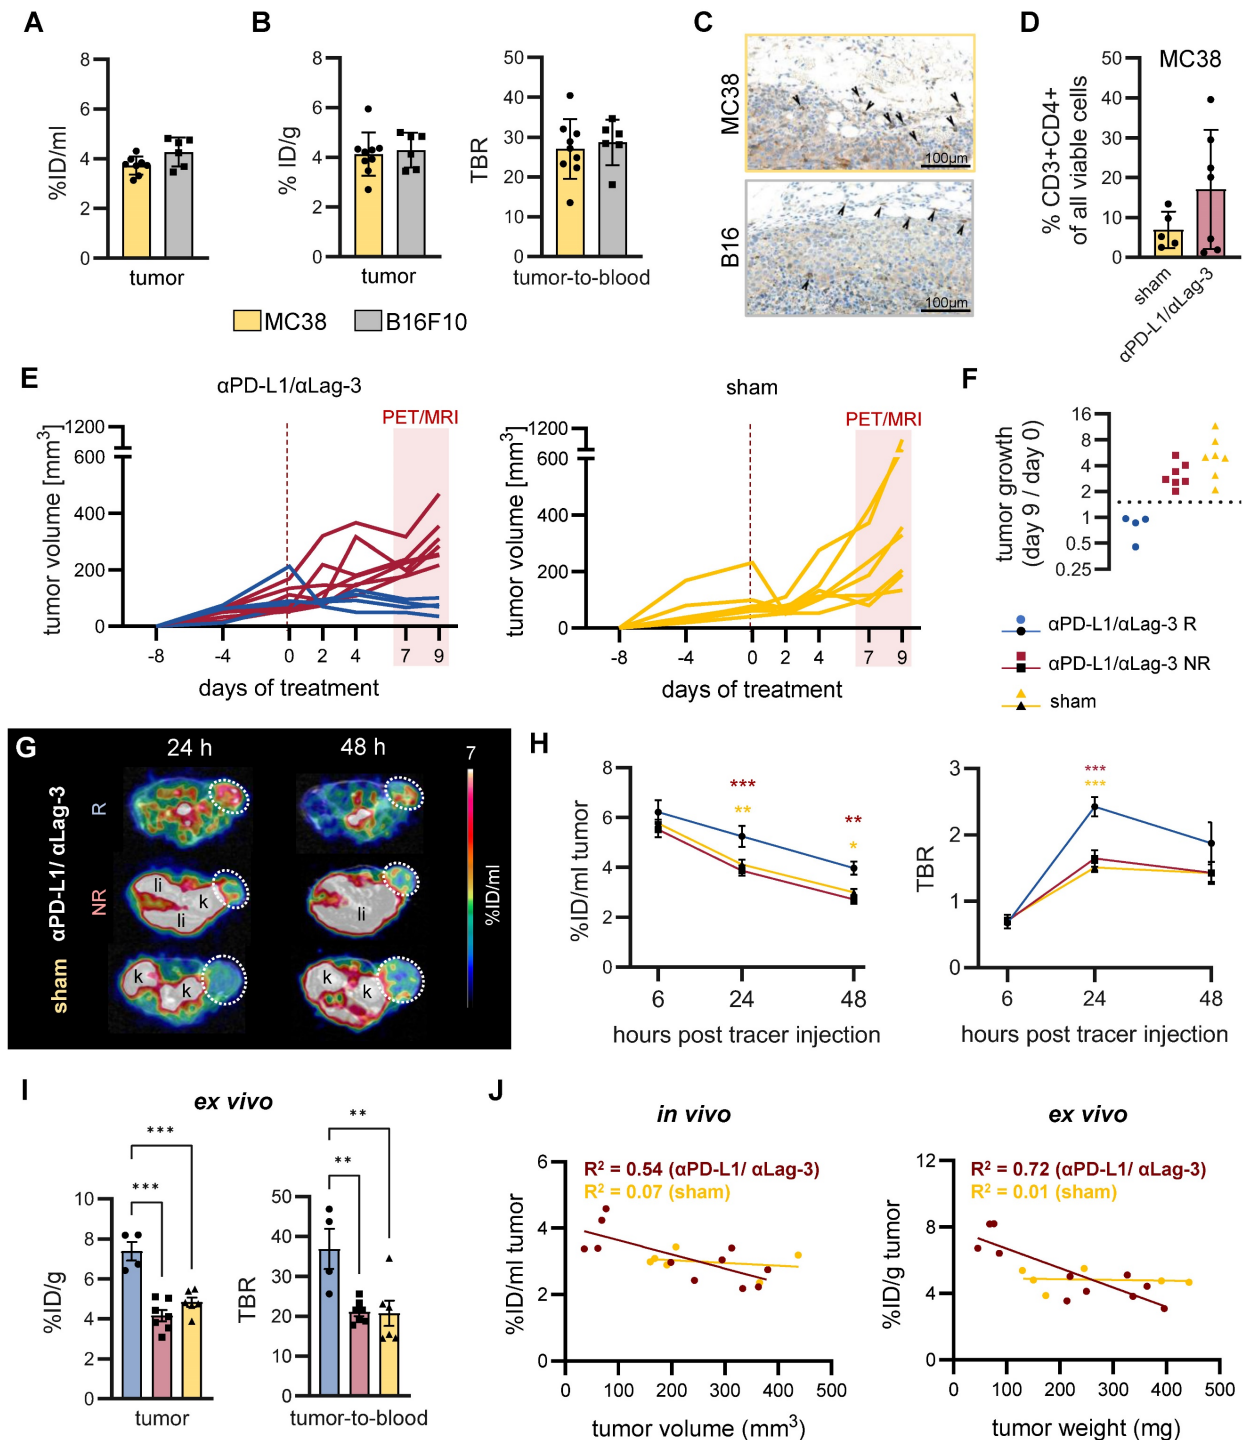 A
8
6
4
2
0
%ID/ml
tumor
B
8
6
4
2
0
% ID/g
tumor
50
40
30
20
10
0
TBR
tumor-to-blood
MC38
B16F10
C
MC38
100µm
B16
100µm
D
MC38
50
40
30
20
10
0
% CD3+CD4+
of all viable cells
sham
αPD-L1/αLag-3
E
αPD-L1/αLag-3
PET/MRI
1200
600
400
200
0
tumor volume [mm³]
-8 -4 0 2 4 7 9
days of treatment
sham
PET/MRI
1200
600
400
200
0
tumor volume [mm³]
-8 -4 0 2 4 7 9
days of treatment
F
16
8
4
2
1
0.5
0.25
tumor growth
(day 9 / day 0)
αPD-L1/αLag-3 R
αPD-L1/αLag-3 NR
sham
G
24 h
48 h
7
αPD-L1/ αLag-3
R
NR
sham
li
k
li
li
k
k
k
k
%ID/ml
0
H
8
6
4
2
0
%ID/ml tumor
***
**
**
*
6 24 48
hours post tracer injection
3
2
1
0
TBR
***
***
6 24 48
hours post tracer injection
I
ex vivo
***
***
10
8
6
4
2
0
%ID/g
tumor
**
**
50
40
30
20
10
0
TBR
tumor-to-blood
J
in vivo
R² = 0.54 (αPD-L1/ αLag-3)
R² = 0.07 (sham)
6
4
2
0
%ID/ml tumor
0 100 200 300 400 500
tumor volume (mm³)
ex vivo
R² = 0.72 (αPD-L1/ αLag-3)
R² = 0.01 (sham)
12
8
4
0
%ID/g tumor
0 100 200 300 400 500
tumor weight (mg)